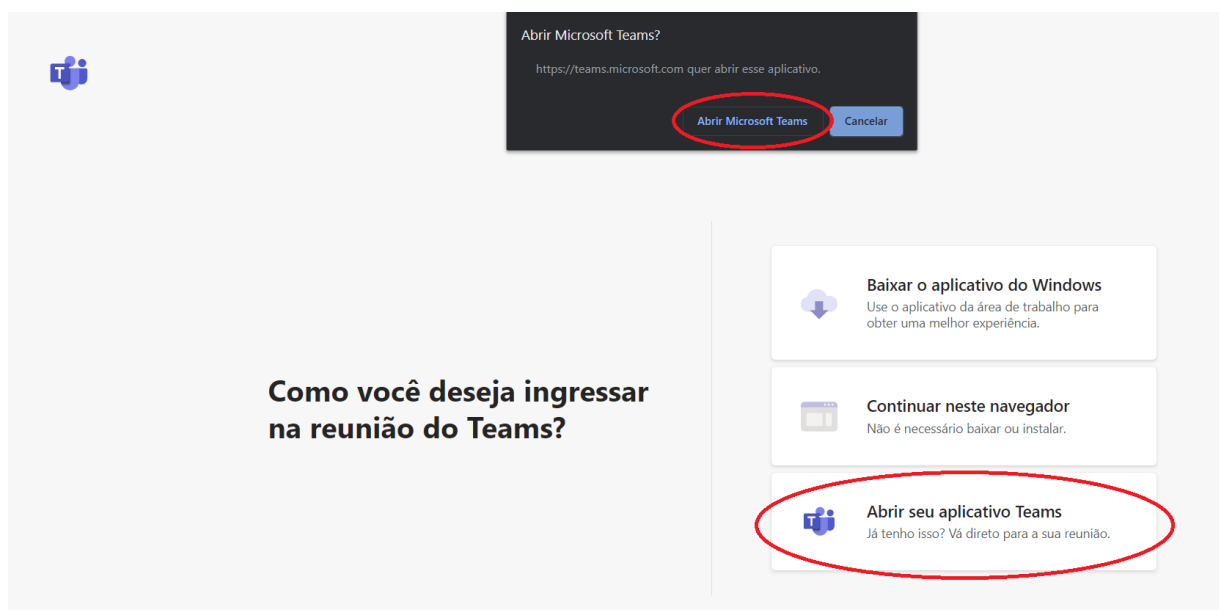 Abrir Microsoft Teams?
https://teams.microsoft.com quer abrir esse aplicativo.
Abrir Microsoft Teams
Cancelar
Como você deseja ingressar
na reunião do Teams?
Baixar o aplicativo do Windows
Use o aplicativo da área de trabalho para
obter uma melhor experiência.
Continuar neste navegador
Não é necessário baixar ou instalar.
Abrir seu aplicativo Teams
Já tenho isso? Vá direto para a sua reunião.